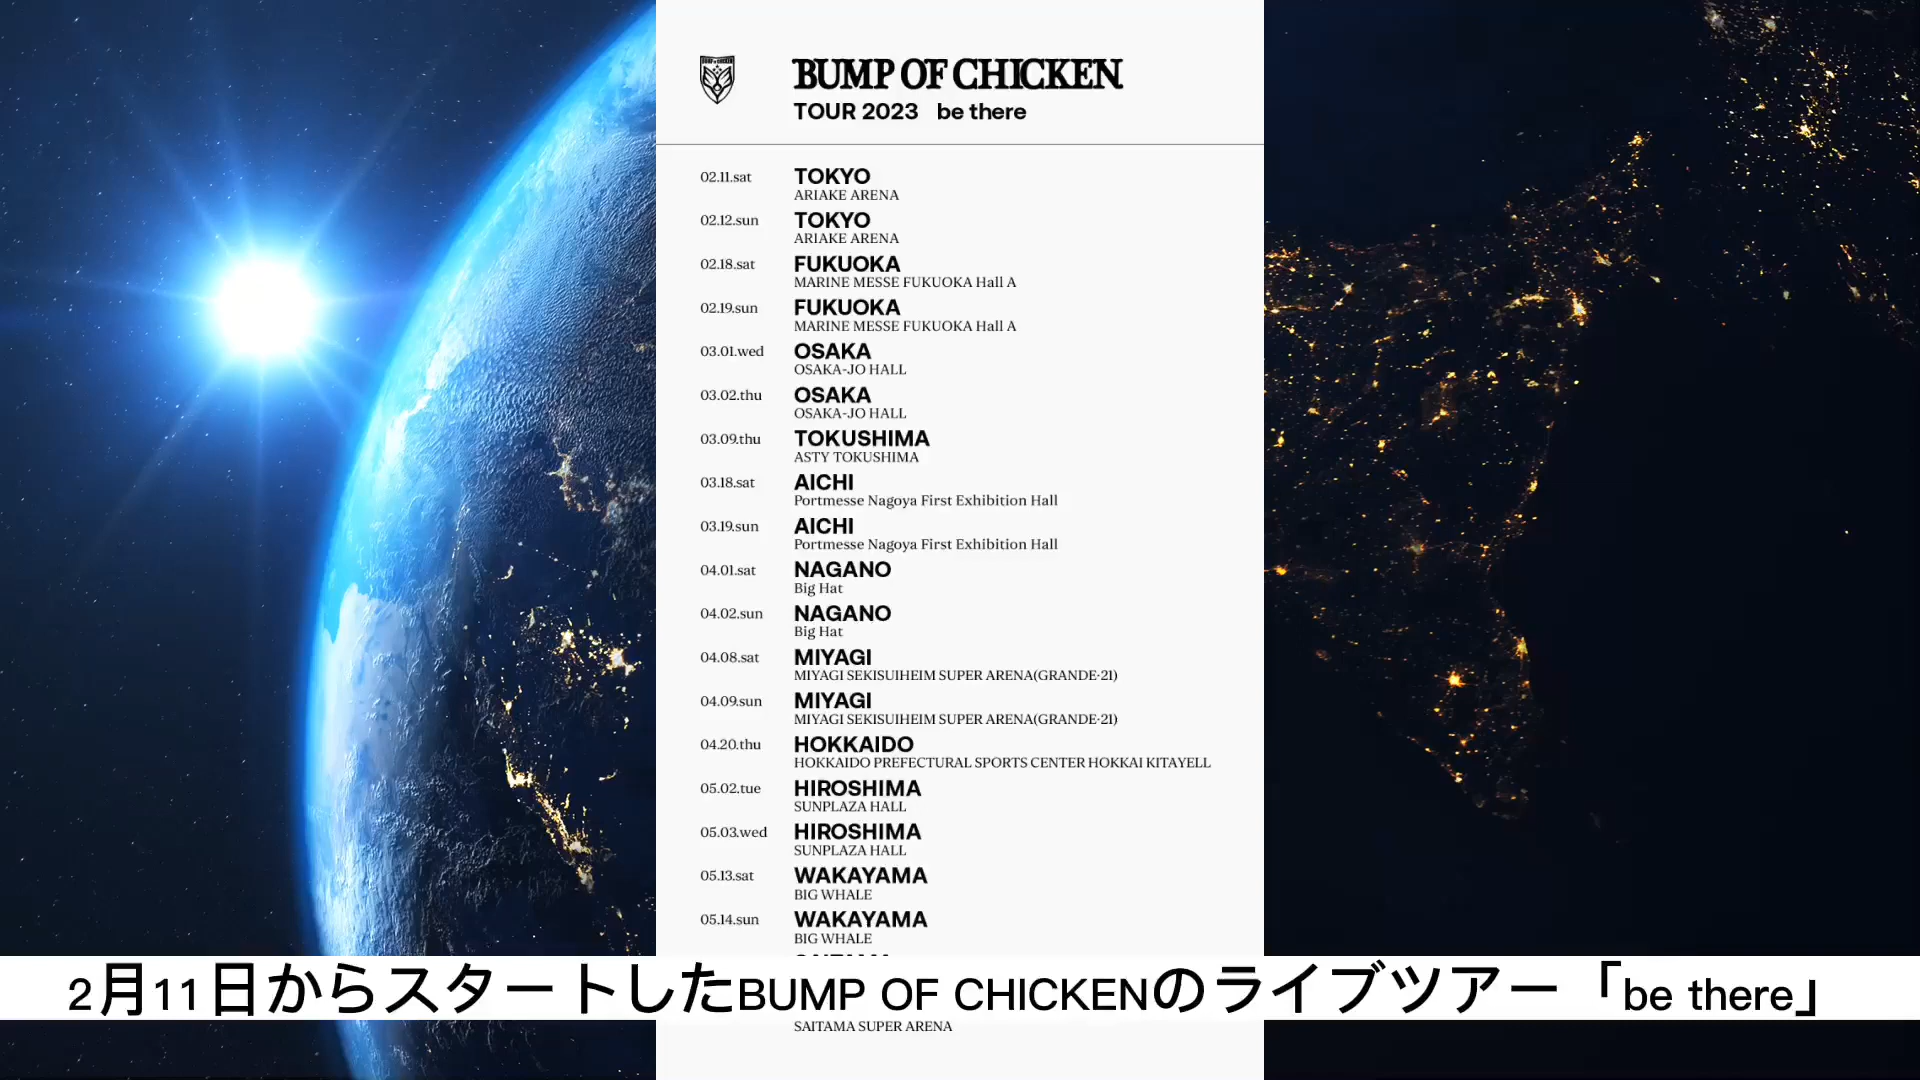 BUMP OF CHICKEN
BUMP OF CHICKEN
TOUR 2023 be there
02.11.sat TOKYO
ARIAKE ARENA
02.12.sun TOKYO
ARIAKE ARENA
02.18.sat FUKUOKA
MARINE MESSE FUKUOKA Hall A
02.19.sun FUKUOKA
MARINE MESSE FUKUOKA Hall A
03.01.wed OSAKA
OSAKA-JO HALL
03.02.thu OSAKA
OSAKA-JO HALL
03.09.thu TOKUSHIMA
ASTY TOKUSHIMA
03.18.sat AICHI
Portmesse Nagoya First Exhibition Hall
03.19.sun AICHI
Portmesse Nagoya First Exhibition Hall
04.01.sat NAGANO
Big Hat
04.02.sun NAGANO
Big Hat
04.08.sat MIYAGI
MIYAGI SEKISUIHEIM SUPER ARENA(GRANDE·21)
04.09.sun MIYAGI
MIYAGI SEKISUIHEIM SUPER ARENA(GRANDE·21)
04.20.thu HOKKAIDO
HOKKAIDO PREFECTURAL SPORTS CENTER HOKKAI KITAYELL
05.02.tue HIROSHIMA
SUNPLAZA HALL
05.03.wed HIROSHIMA
SUNPLAZA HALL
05.13.sat WAKAYAMA
BIG WHALE
05.14.sun WAKAYAMA
BIG WHALE
2月11日からスタートしたBUMP OF CHICKENのライブツアー「be there」
SAITAMA SUPER ARENA